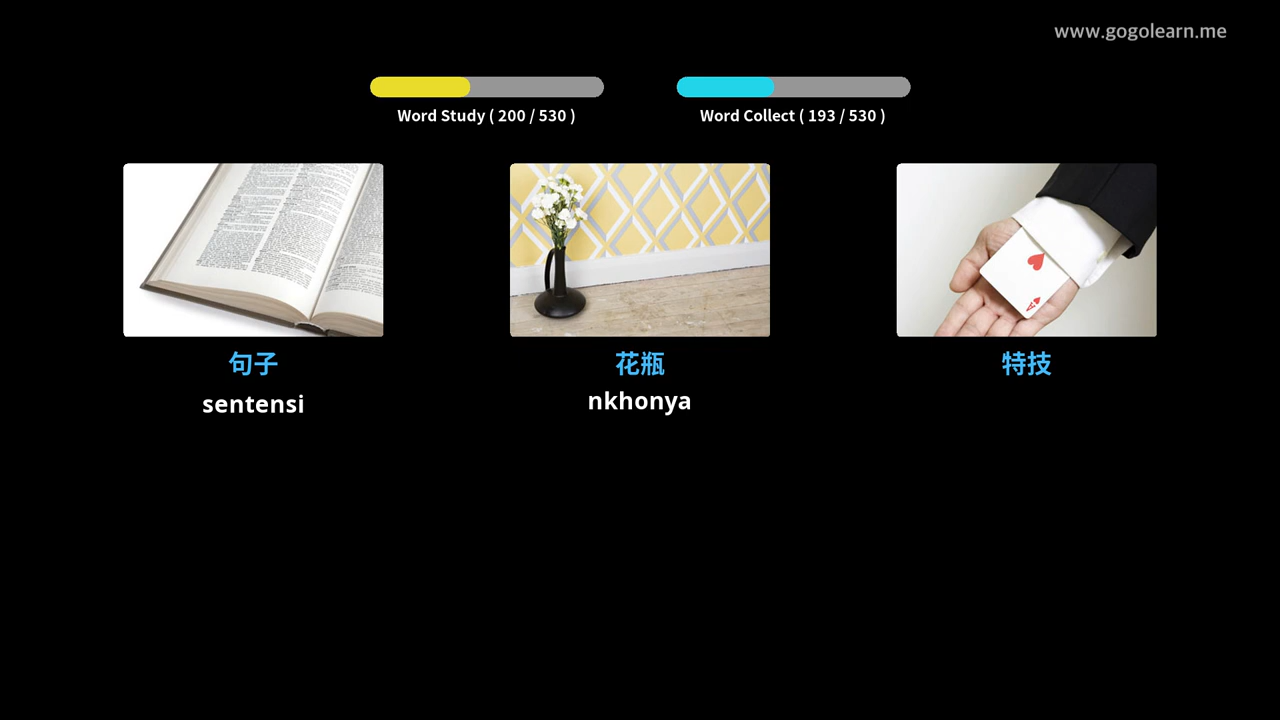 www.gogolearn.me
Word Study ( 200 / 530 )
Word Collect ( 193 / 530 )
句子
花瓶
特技
sentensi
nkhonya